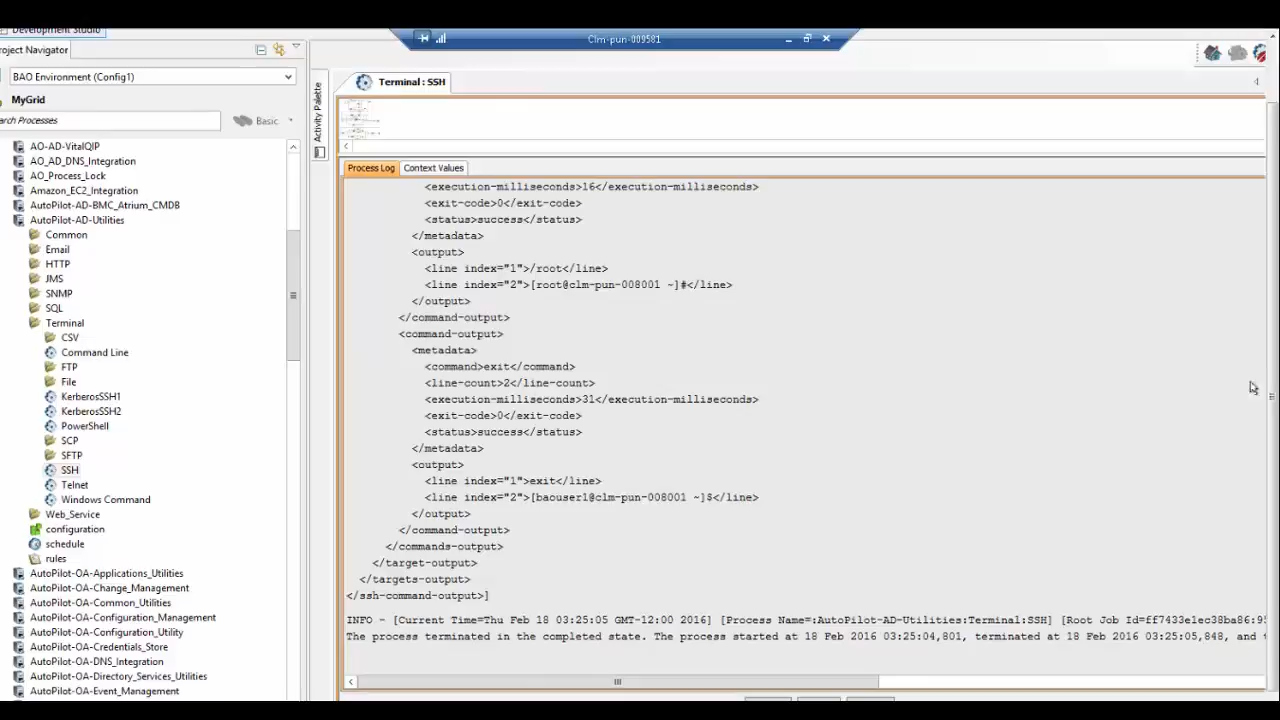 Development Studio
Clm-pun-009581
roject Navigator
BAO Environment (Config1)
MyGrid
arch Processes
Basic
AO-AD-VitalQIP
AO_AD_DNS_Integration
AO_Process_Lock
Amazon_EC2_Integration
AutoPilot-AD-BMC_Atrium_CMDB
AutoPilot-AD-Utilities
Common
Email
HTTP
JMS
SNMP
SQL
Terminal
CSV
Command Line
FTP
File
KerberosSSH1
KerberosSSH2
PowerShell
SCP
SFTP
SSH
Telnet
Windows Command
Web_Service
configuration
schedule
rules
AutoPilot-OA-Applications_Utilities
AutoPilot-OA-Change_Management
AutoPilot-OA-Common_Utilities
AutoPilot-OA-Configuration_Management
AutoPilot-OA-Configuration_Utility
AutoPilot-OA-Credentials_Store
AutoPilot-OA-DNS_Integration
AutoPilot-OA-Directory_Services_Utilities
AutoPilot-OA-Event_Management
Activity Palette
Terminal : SSH
Process Log Context Values
<execution-milliseconds>16</execution-milliseconds>
<exit-code>0</exit-code>
<status>success</status>
</metadata>
<output>
<line index="1">/root</line>
<line index="2">[root@clm-pun-008001 ~]#</line>
</output>
</command-output>
<command-output>
<metadata>
<command>exit</command>
<line-count>2</line-count>
<execution-milliseconds>31</execution-milliseconds>
<exit-code>0</exit-code>
<status>success</status>
</metadata>
<output>
<line index="1">exit</line>
<line index="2">[baouser1@clm-pun-008001 ~]$</line>
</output>
</command-output>
</commands-output>
</target-output>
</targets-output>
</ssh-command-output>]
INFO - [Current Time=Thu Feb 18 03:25:05 GMT-12:00 2016] [Process Name=:AutoPilot-AD-Utilities:Terminal:SSH] [Root Job Id=ff7433e1ec38ba86:95
The process terminated in the completed state. The process started at 18 Feb 2016 03:25:04,801, terminated at 18 Feb 2016 03:25:05,848, and